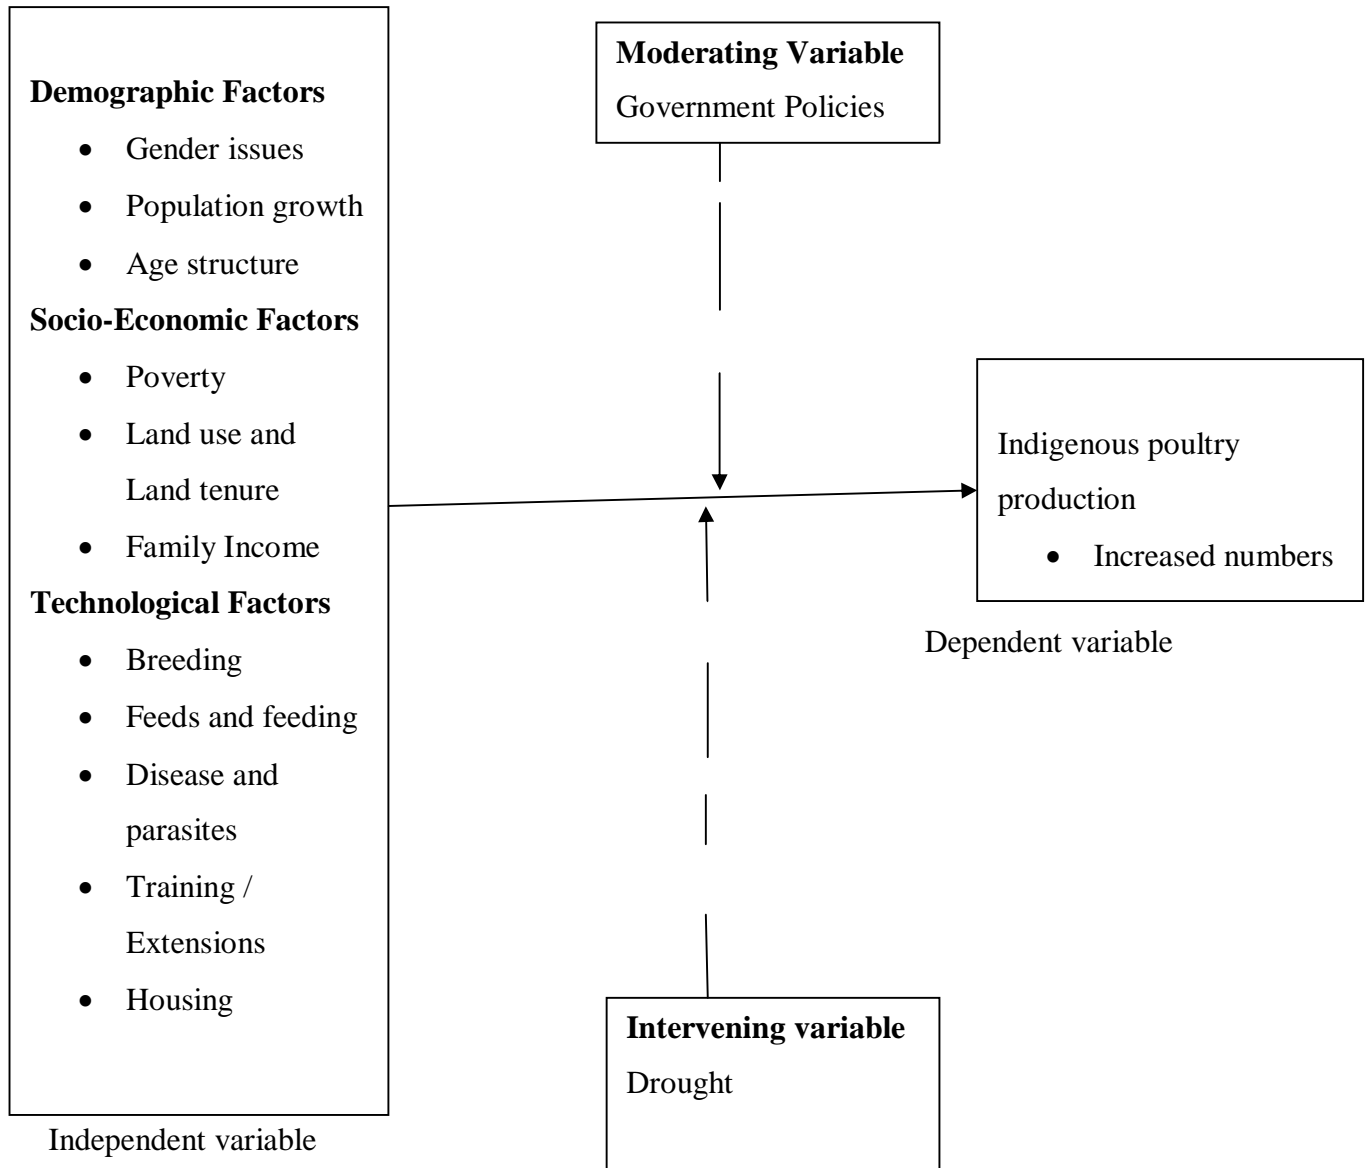 Demographic Factors
• Gender issues
• Population growth
• Age structure
Socio-Economic Factors
• Poverty
• Land use and
Land tenure
• Family Income
Technological Factors
• Breeding
• Feeds and feeding
• Disease and
parasites
• Training /
Extensions
• Housing
Independent variable
Moderating Variable
Government Policies
Indigenous poultry
production
• Increased numbers
Dependent variable
Intervening variable
Drought